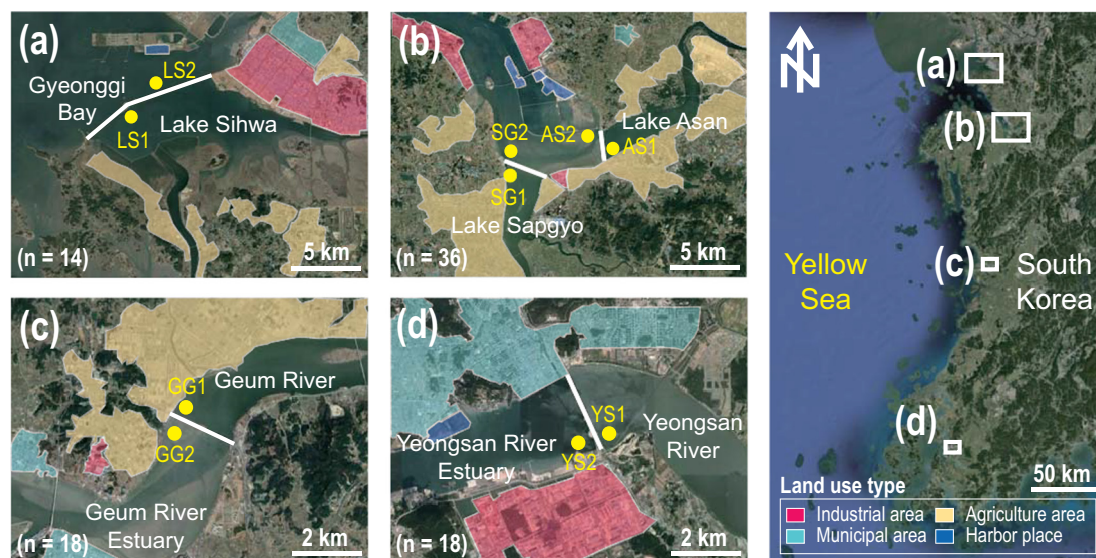 (a)
LS2
Gyeonggi
Bay
Lake Sihwa
LS1
(n = 14)
5 km
(b)
Lake Asan
SG2
AS2
AS1
SG1
Lake Sapgyo
(n = 36)
5 km
(c)
Geum River
GG1
GG2
Geum River
Estuary
(n = 18)
2 km
(d)
YS1
Yeongsan River
Estuary
Yeongsan
River
YS2
(n = 18)
2 km
N
(a)
(b)
(c)
Yellow
Sea
South
Korea
(d)
50 km
Land use type
Industrial area
Agriculture area
Municipal area
Harbor place